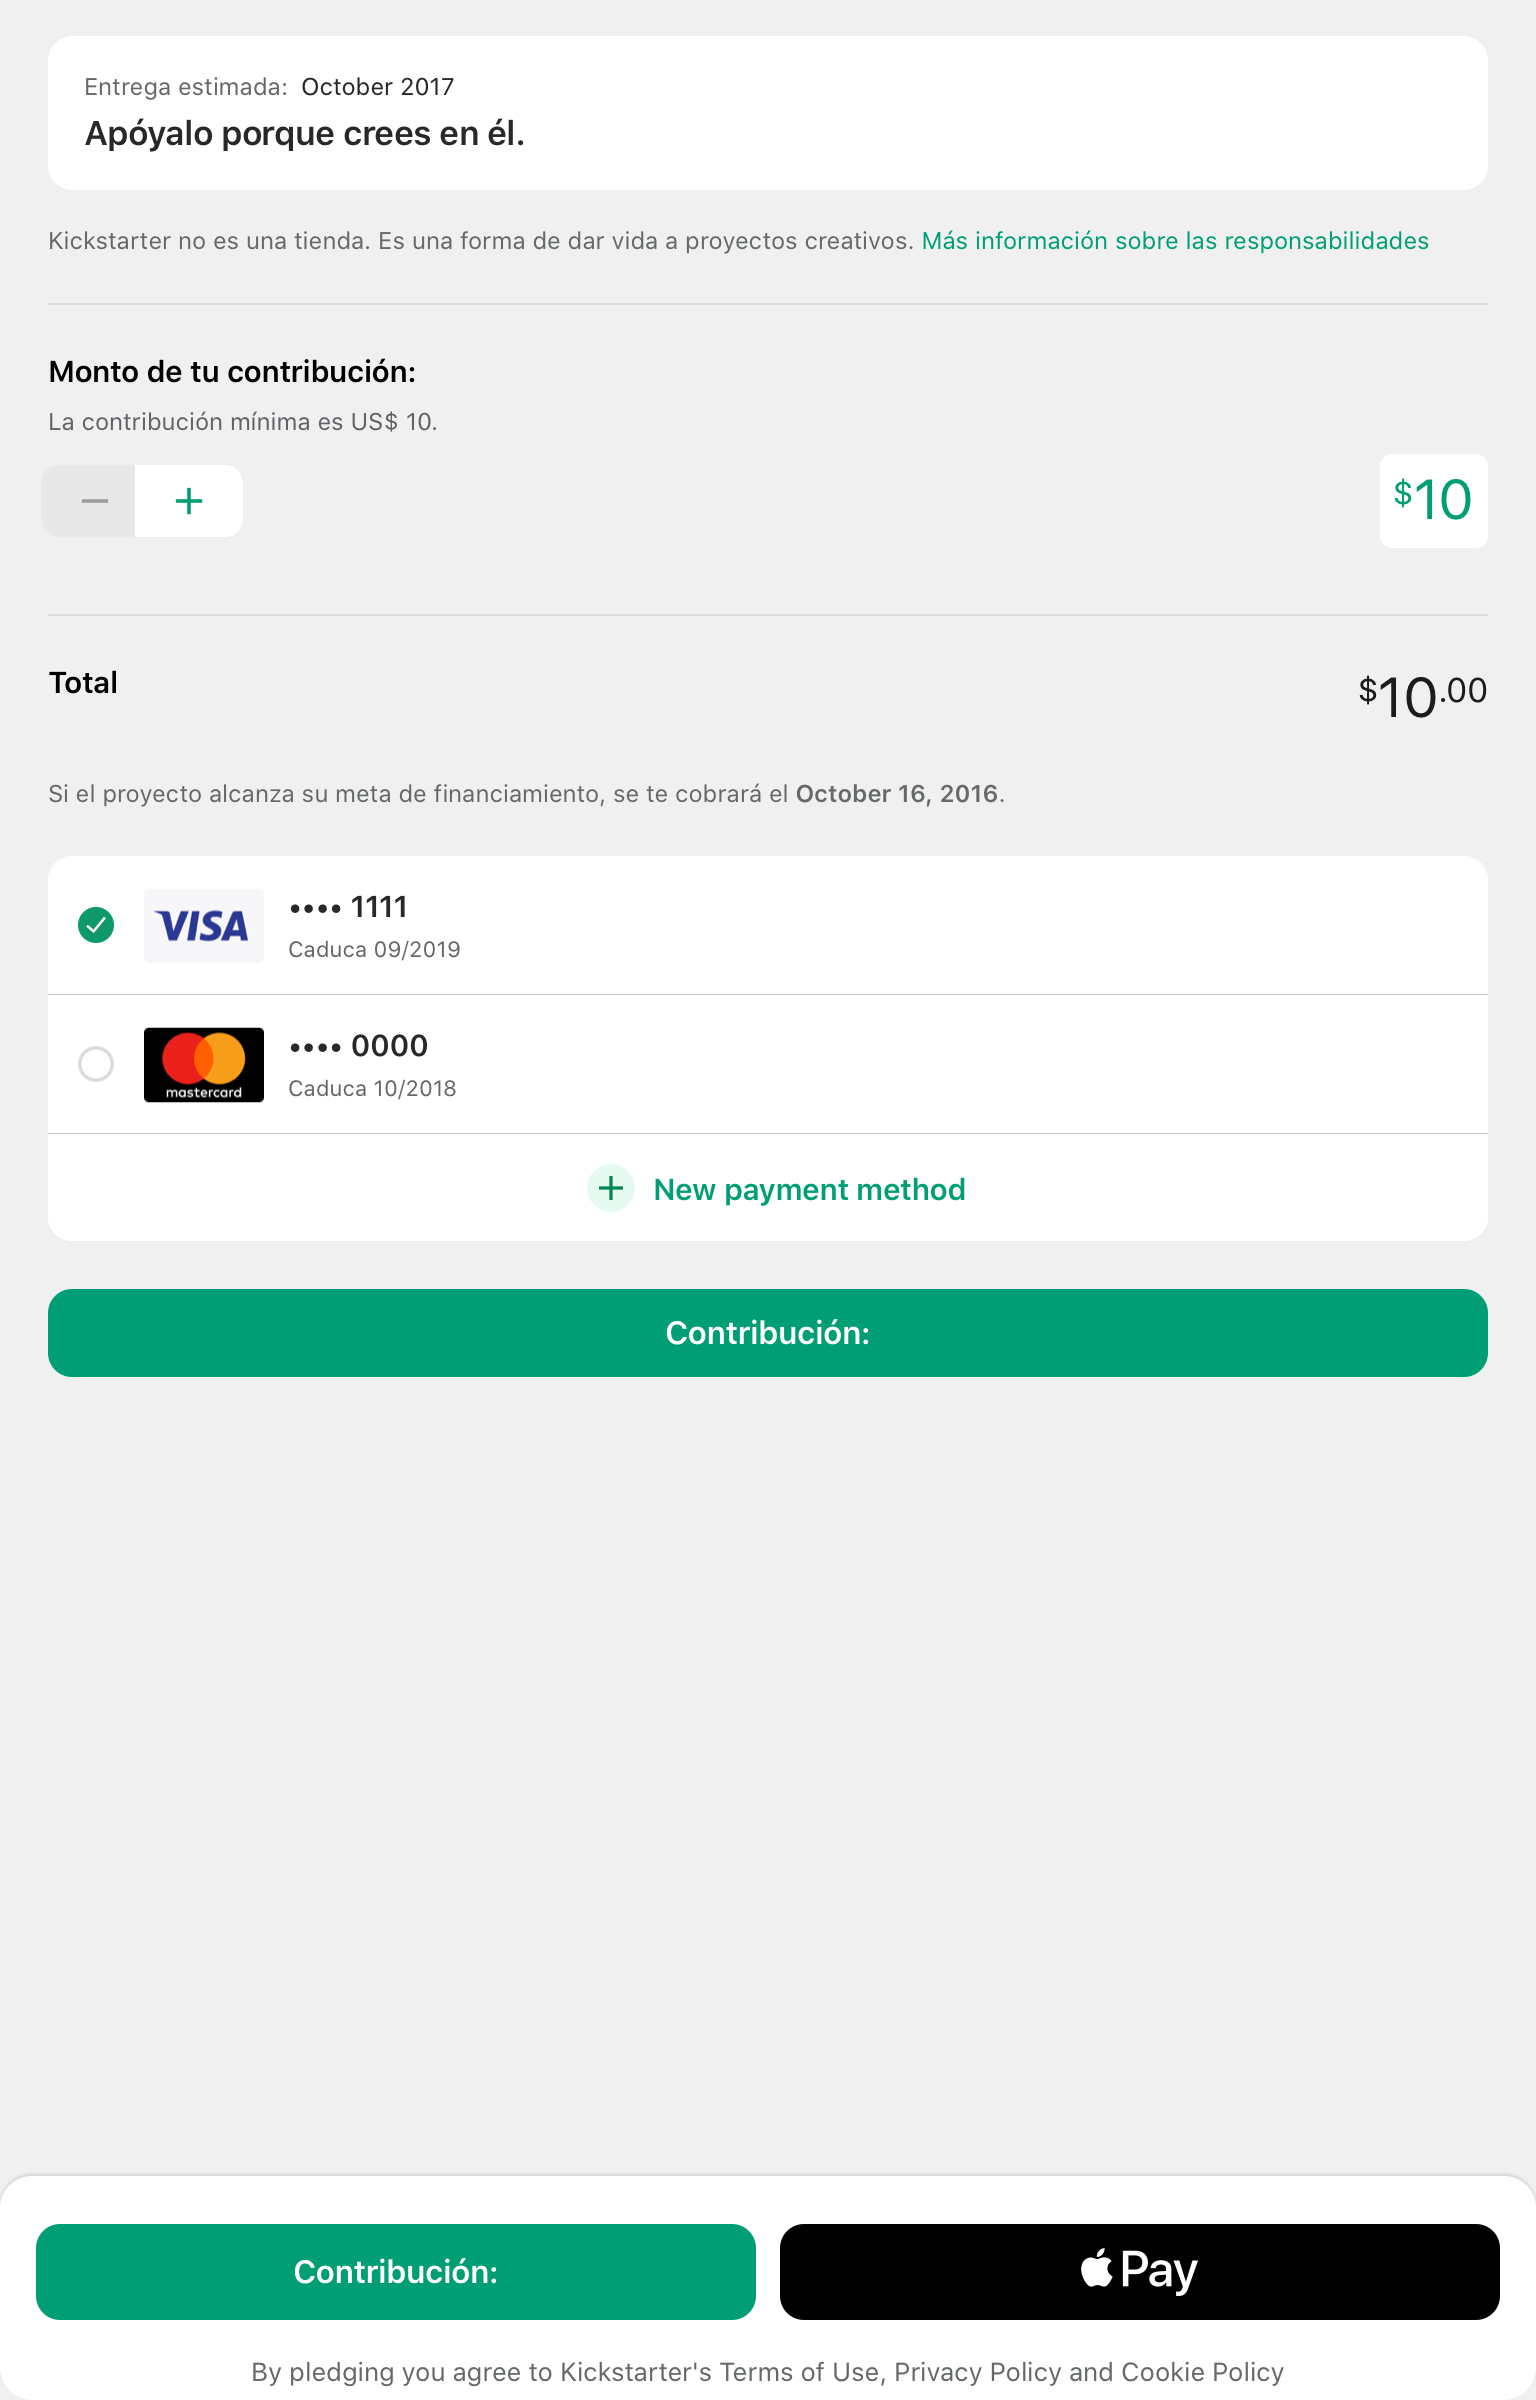 Entrega estimada: October 2017
Apóyalo porque crees en él.
Kickstarter no es una tienda. Es una forma de dar vida a proyectos creativos. Más información sobre las responsabilidades
Monto de tu contribución:
La contribución mínima es US$ 10.
− +
$10
Total
$10.00
Si el proyecto alcanza su meta de financiamiento, se te cobrará el October 16, 2016.
VISA
•••• 1111
Caduca 09/2019
mastercard
•••• 0000
Caduca 10/2018
+ New payment method
Contribución:
Contribución:
Pay
By pledging you agree to Kickstarter's Terms of Use, Privacy Policy and Cookie Policy